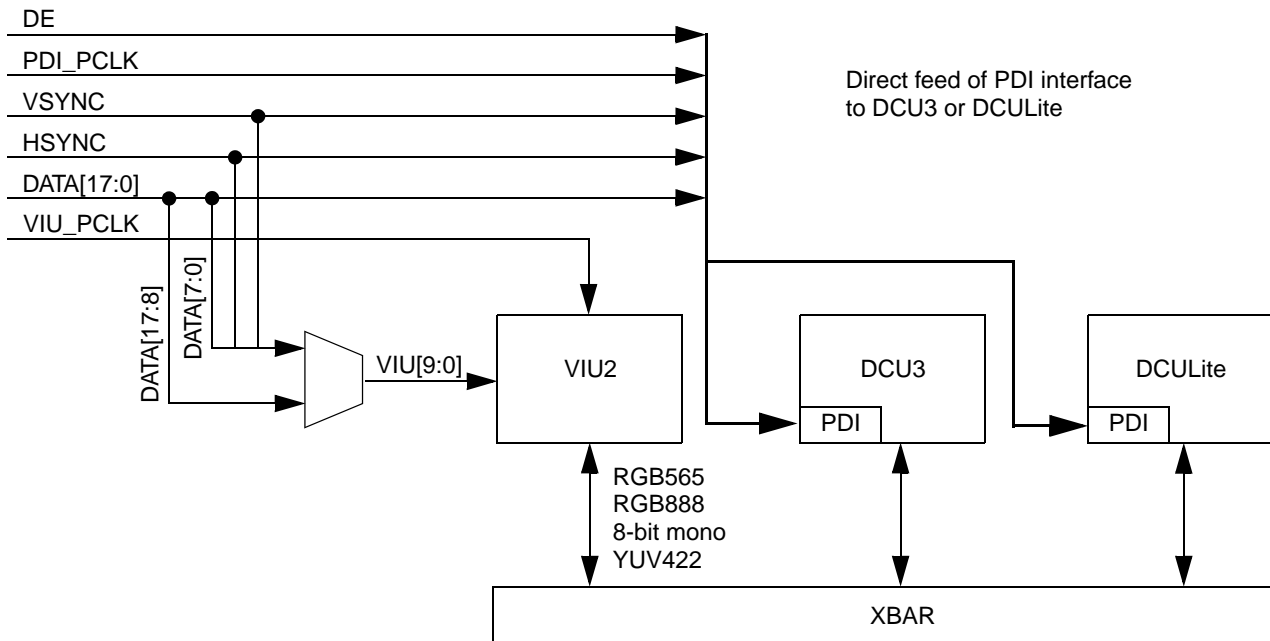 DE
PDI_PCLK
VSYNC
HSYNC
DATA[17:0]
VIU_PCLK
Direct feed of PDI interface
to DCU3 or DCULite
DATA[17:8]
DATA[7:0]
VIU[9:0]
VIU2
DCU3
DCULite
PDI
PDI
RGB565
RGB888
8-bit mono
YUV422
XBAR